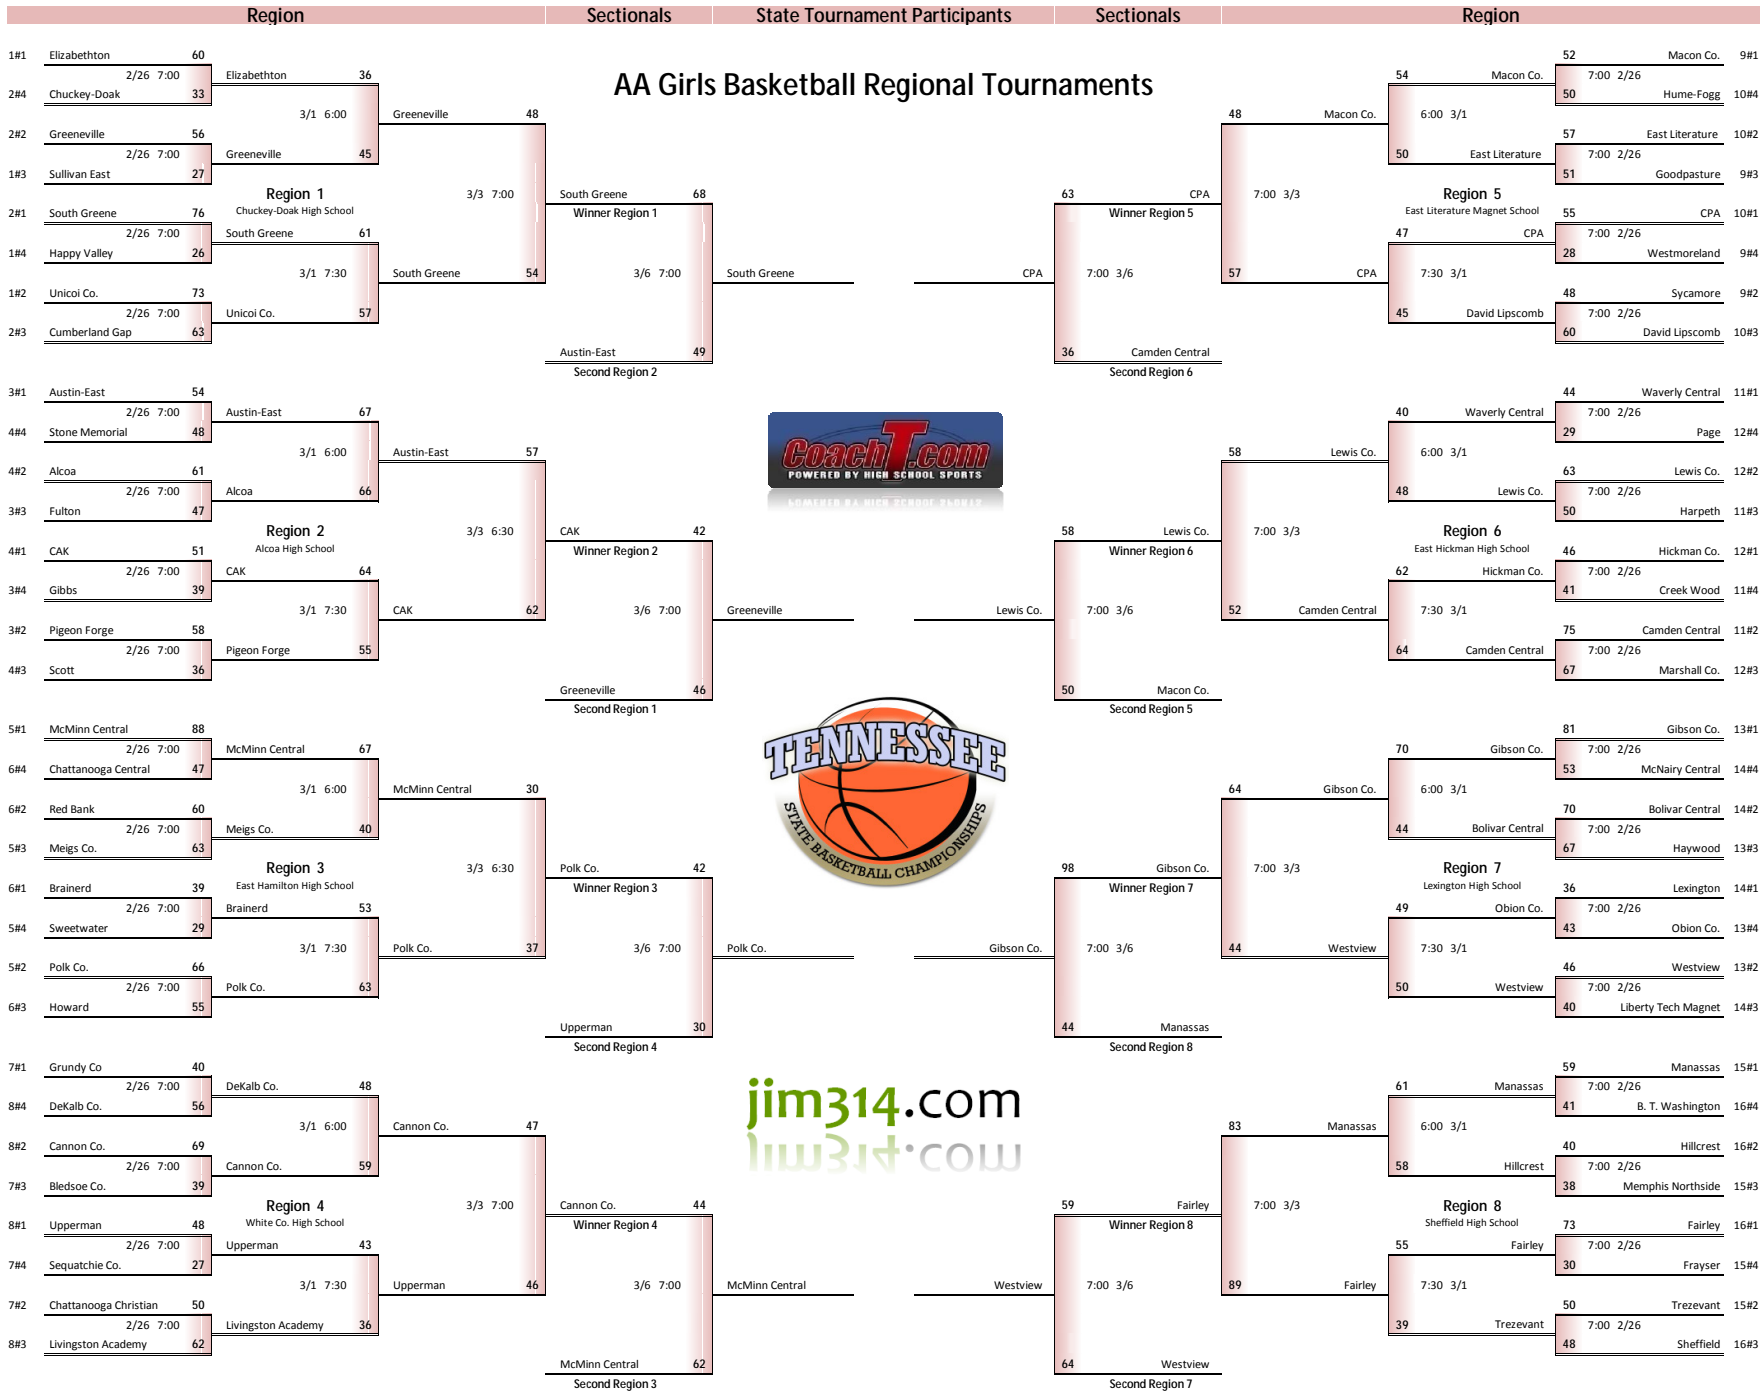 Region Sectionals State Tournament Participants Sectionals Region
AA Girls Basketball Regional Tournaments
1#1 Elizabethton 60
2/26 7:00 Elizabethton 36
2#4 Chuckey-Doak 33
3/1 6:00 Greeneville 48
2#2 Greeneville 56
2/26 7:00 Greeneville 45
1#3 Sullivan East 27
Region 1
Chuckey-Doak High School
3/3 7:00 South Greene 68
Winner Region 1
2#1 South Greene 76
2/26 7:00 South Greene 61
1#4 Happy Valley 26
3/1 7:30 South Greene 54
3/6 7:00 South Greene
1#2 Unicoi Co. 73
2/26 7:00 Unicoi Co. 57
2#3 Cumberland Gap 63
Austin-East 49
Second Region 2
3#1 Austin-East 54
2/26 7:00 Austin-East 67
4#4 Stone Memorial 48
3/1 6:00 Austin-East 57
4#2 Alcoa 61
2/26 7:00 Alcoa 66
3#3 Fulton 47
Region 2
Alcoa High School
3/3 6:30 CAK 42
Winner Region 2
4#1 CAK 51
2/26 7:00 CAK 64
3#4 Gibbs 39
3/1 7:30 CAK 62
3/6 7:00 Greeneville
3#2 Pigeon Forge 58
2/26 7:00 Pigeon Forge 55
4#3 Scott 36
Greeneville 46
Second Region 1
5#1 McMinn Central 88
2/26 7:00 McMinn Central 67
6#4 Chattanooga Central 47
3/1 6:00 McMinn Central 30
6#2 Red Bank 60
2/26 7:00 Meigs Co. 40
5#3 Meigs Co. 63
Region 3
East Hamilton High School
3/3 6:30 Polk Co. 42
Winner Region 3
6#1 Brainerd 39
2/26 7:00 Brainerd 53
5#4 Sweetwater 29
3/1 7:30 Polk Co. 37
3/6 7:00 Polk Co.
5#2 Polk Co. 66
2/26 7:00 Polk Co. 63
6#3 Howard 55
Upperman 30
Second Region 4
7#1 Grundy Co 40
2/26 7:00 DeKalb Co. 48
8#4 DeKalb Co. 56
3/1 6:00 Cannon Co. 47
8#2 Cannon Co. 69
2/26 7:00 Cannon Co. 59
7#3 Bledsoe Co. 39
Region 4
White Co. High School
3/3 7:00 Cannon Co. 44
Winner Region 4
8#1 Upperman 48
2/26 7:00 Upperman 43
7#4 Sequatchie Co. 27
3/1 7:30 Upperman 46
3/6 7:00 McMinn Central
7#2 Chattanooga Christian 50
2/26 7:00 Livingston Academy 36
8#3 Livingston Academy 62
McMinn Central 62
Second Region 3
CoachT.com
POWERED BY HIGH SCHOOL SPORTS
TENNESSEE
STATE BASKETBALL CHAMPIONSHIPS
jim314.com
52 Macon Co. 9#1
54 Macon Co. 7:00 2/26
50 Hume-Fogg 10#4
48 Macon Co. 6:00 3/1
57 East Literature 10#2
50 East Literature 7:00 2/26
51 Goodpasture 9#3
Region 5
East Literature Magnet School
63 CPA 7:00 3/3
Winner Region 5
55 CPA 10#1
47 CPA 7:00 2/26
28 Westmoreland 9#4
57 CPA 7:30 3/1
CPA 7:00 3/6
48 Sycamore 9#2
45 David Lipscomb 7:00 2/26
60 David Lipscomb 10#3
36 Camden Central
Second Region 6
44 Waverly Central 11#1
40 Waverly Central 7:00 2/26
29 Page 12#4
58 Lewis Co. 6:00 3/1
63 Lewis Co. 12#2
48 Lewis Co. 7:00 2/26
50 Harpeth 11#3
Region 6
East Hickman High School
58 Lewis Co. 7:00 3/3
Winner Region 6
46 Hickman Co. 12#1
62 Hickman Co. 7:00 2/26
41 Creek Wood 11#4
52 Camden Central 7:30 3/1
Lewis Co. 7:00 3/6
75 Camden Central 11#2
64 Camden Central 7:00 2/26
67 Marshall Co. 12#3
50 Macon Co.
Second Region 5
81 Gibson Co. 13#1
70 Gibson Co. 7:00 2/26
53 McNairy Central 14#4
64 Gibson Co. 6:00 3/1
70 Bolivar Central 14#2
44 Bolivar Central 7:00 2/26
67 Haywood 13#3
Region 7
Lexington High School
98 Gibson Co. 7:00 3/3
Winner Region 7
36 Lexington 14#1
49 Obion Co. 7:00 2/26
43 Obion Co. 13#4
44 Westview 7:30 3/1
Gibson Co. 7:00 3/6
46 Westview 13#2
50 Westview 7:00 2/26
40 Liberty Tech Magnet 14#3
44 Manassas
Second Region 8
59 Manassas 15#1
61 Manassas 7:00 2/26
41 B. T. Washington 16#4
83 Manassas 6:00 3/1
40 Hillcrest 16#2
58 Hillcrest 7:00 2/26
38 Memphis Northside 15#3
Region 8
Sheffield High School
59 Fairley 7:00 3/3
Winner Region 8
73 Fairley 16#1
55 Fairley 7:00 2/26
30 Frayser 15#4
89 Fairley 7:30 3/1
Westview 7:00 3/6
50 Trezevant 15#2
39 Trezevant 7:00 2/26
48 Sheffield 16#3
64 Westview
Second Region 7